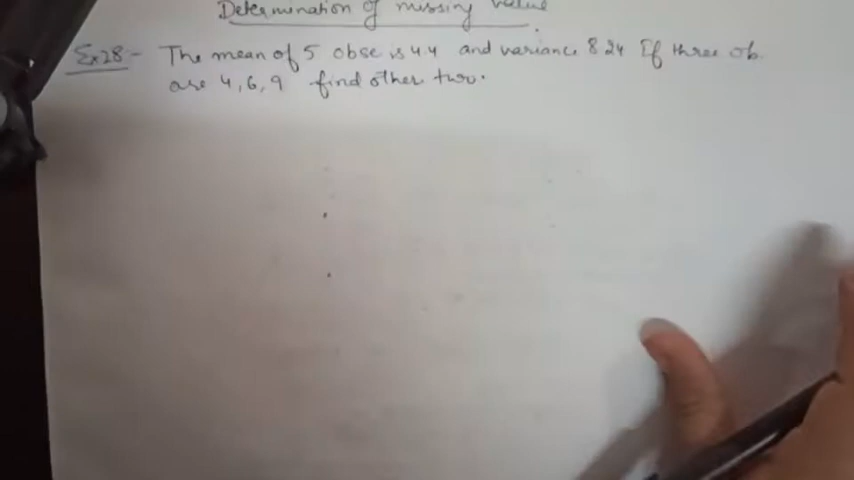 Determination of missing value
Ex28- The mean of 5 obse is 4.4 and variance 8.24 If three ob.
are 4, 6, 9 find other two.